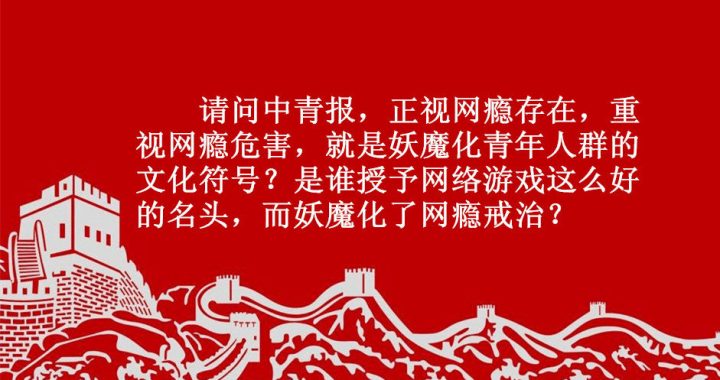 请问中青报，正视网瘾存在，重
视网瘾危害，就是妖魔化青年人群的
文化符号？是谁授予网络游戏这么好
的名头，而妖魔化了网瘾戒治？